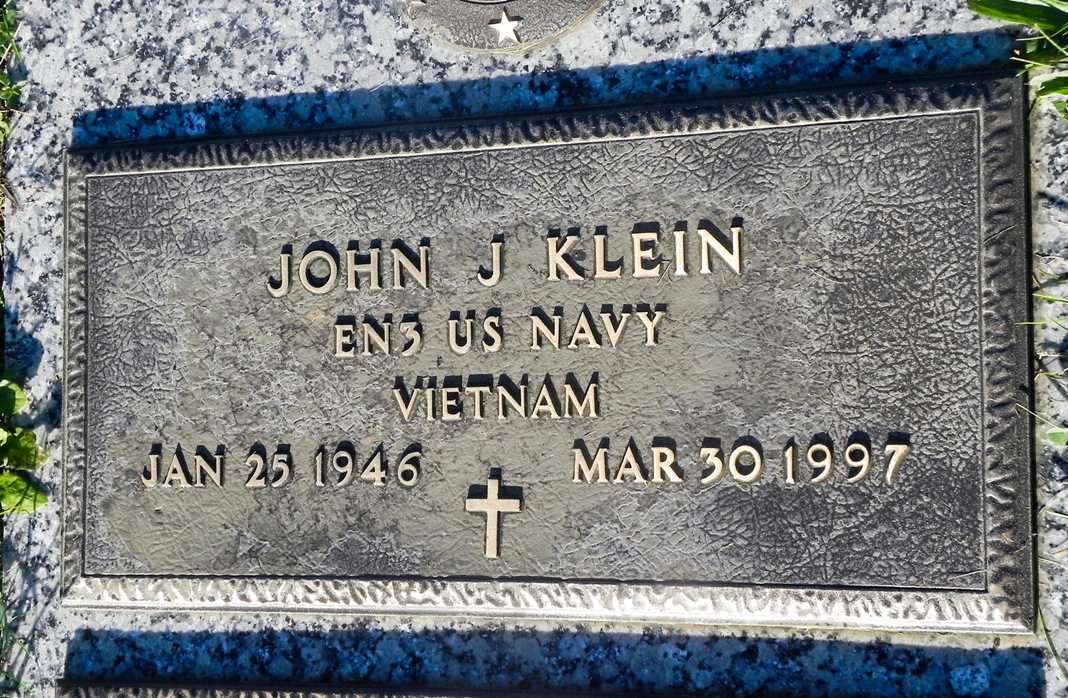 JOHN J KLEIN
EN3 US NAVY
VIETNAM
JAN 25 1946 MAR 30 1997